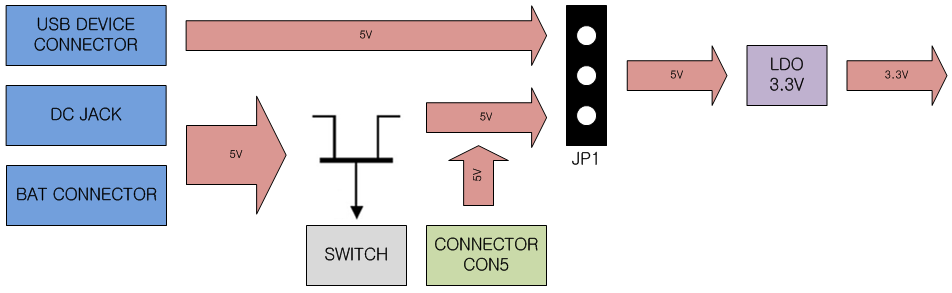 USB DEVICE
CONNECTOR
5V
JP1
5V
LDO
3.3V
3.3V
DC JACK
BAT CONNECTOR
5V
5V
5V
SWITCH
CONNECTOR
CON5